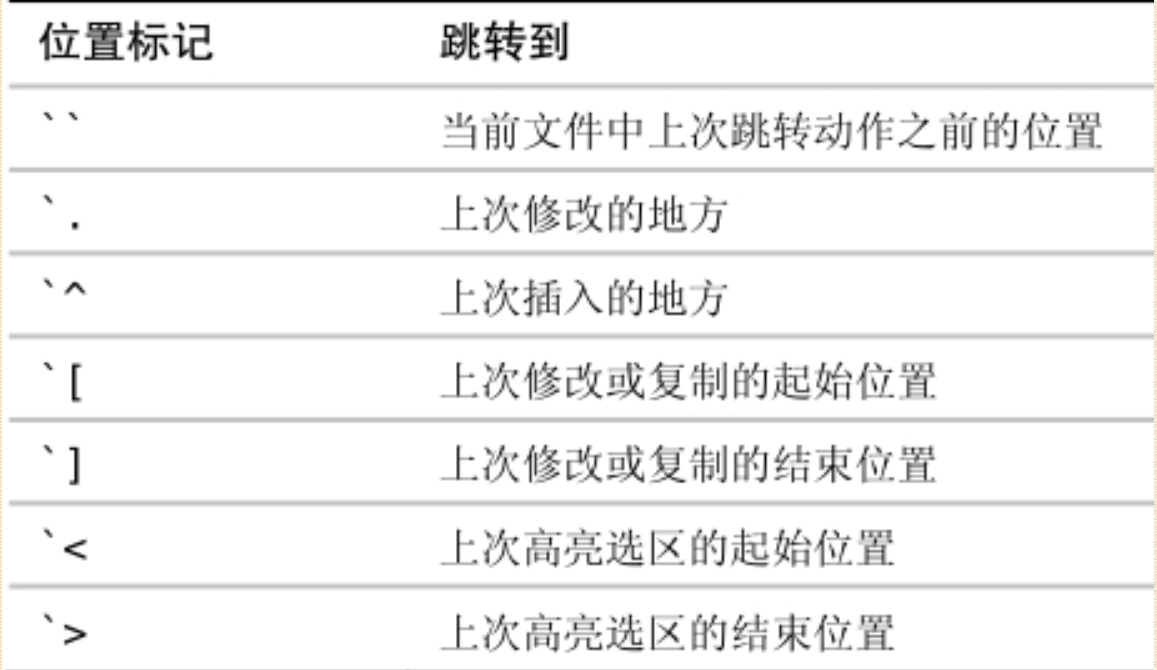 位置标记 跳转到
`` 当前文件中上次跳转动作之前的位置
`. 上次修改的地方
`^ 上次插入的地方
`[ 上次修改或复制的起始位置
`] 上次修改或复制的结束位置
`< 上次高亮选区的起始位置
`> 上次高亮选区的结束位置